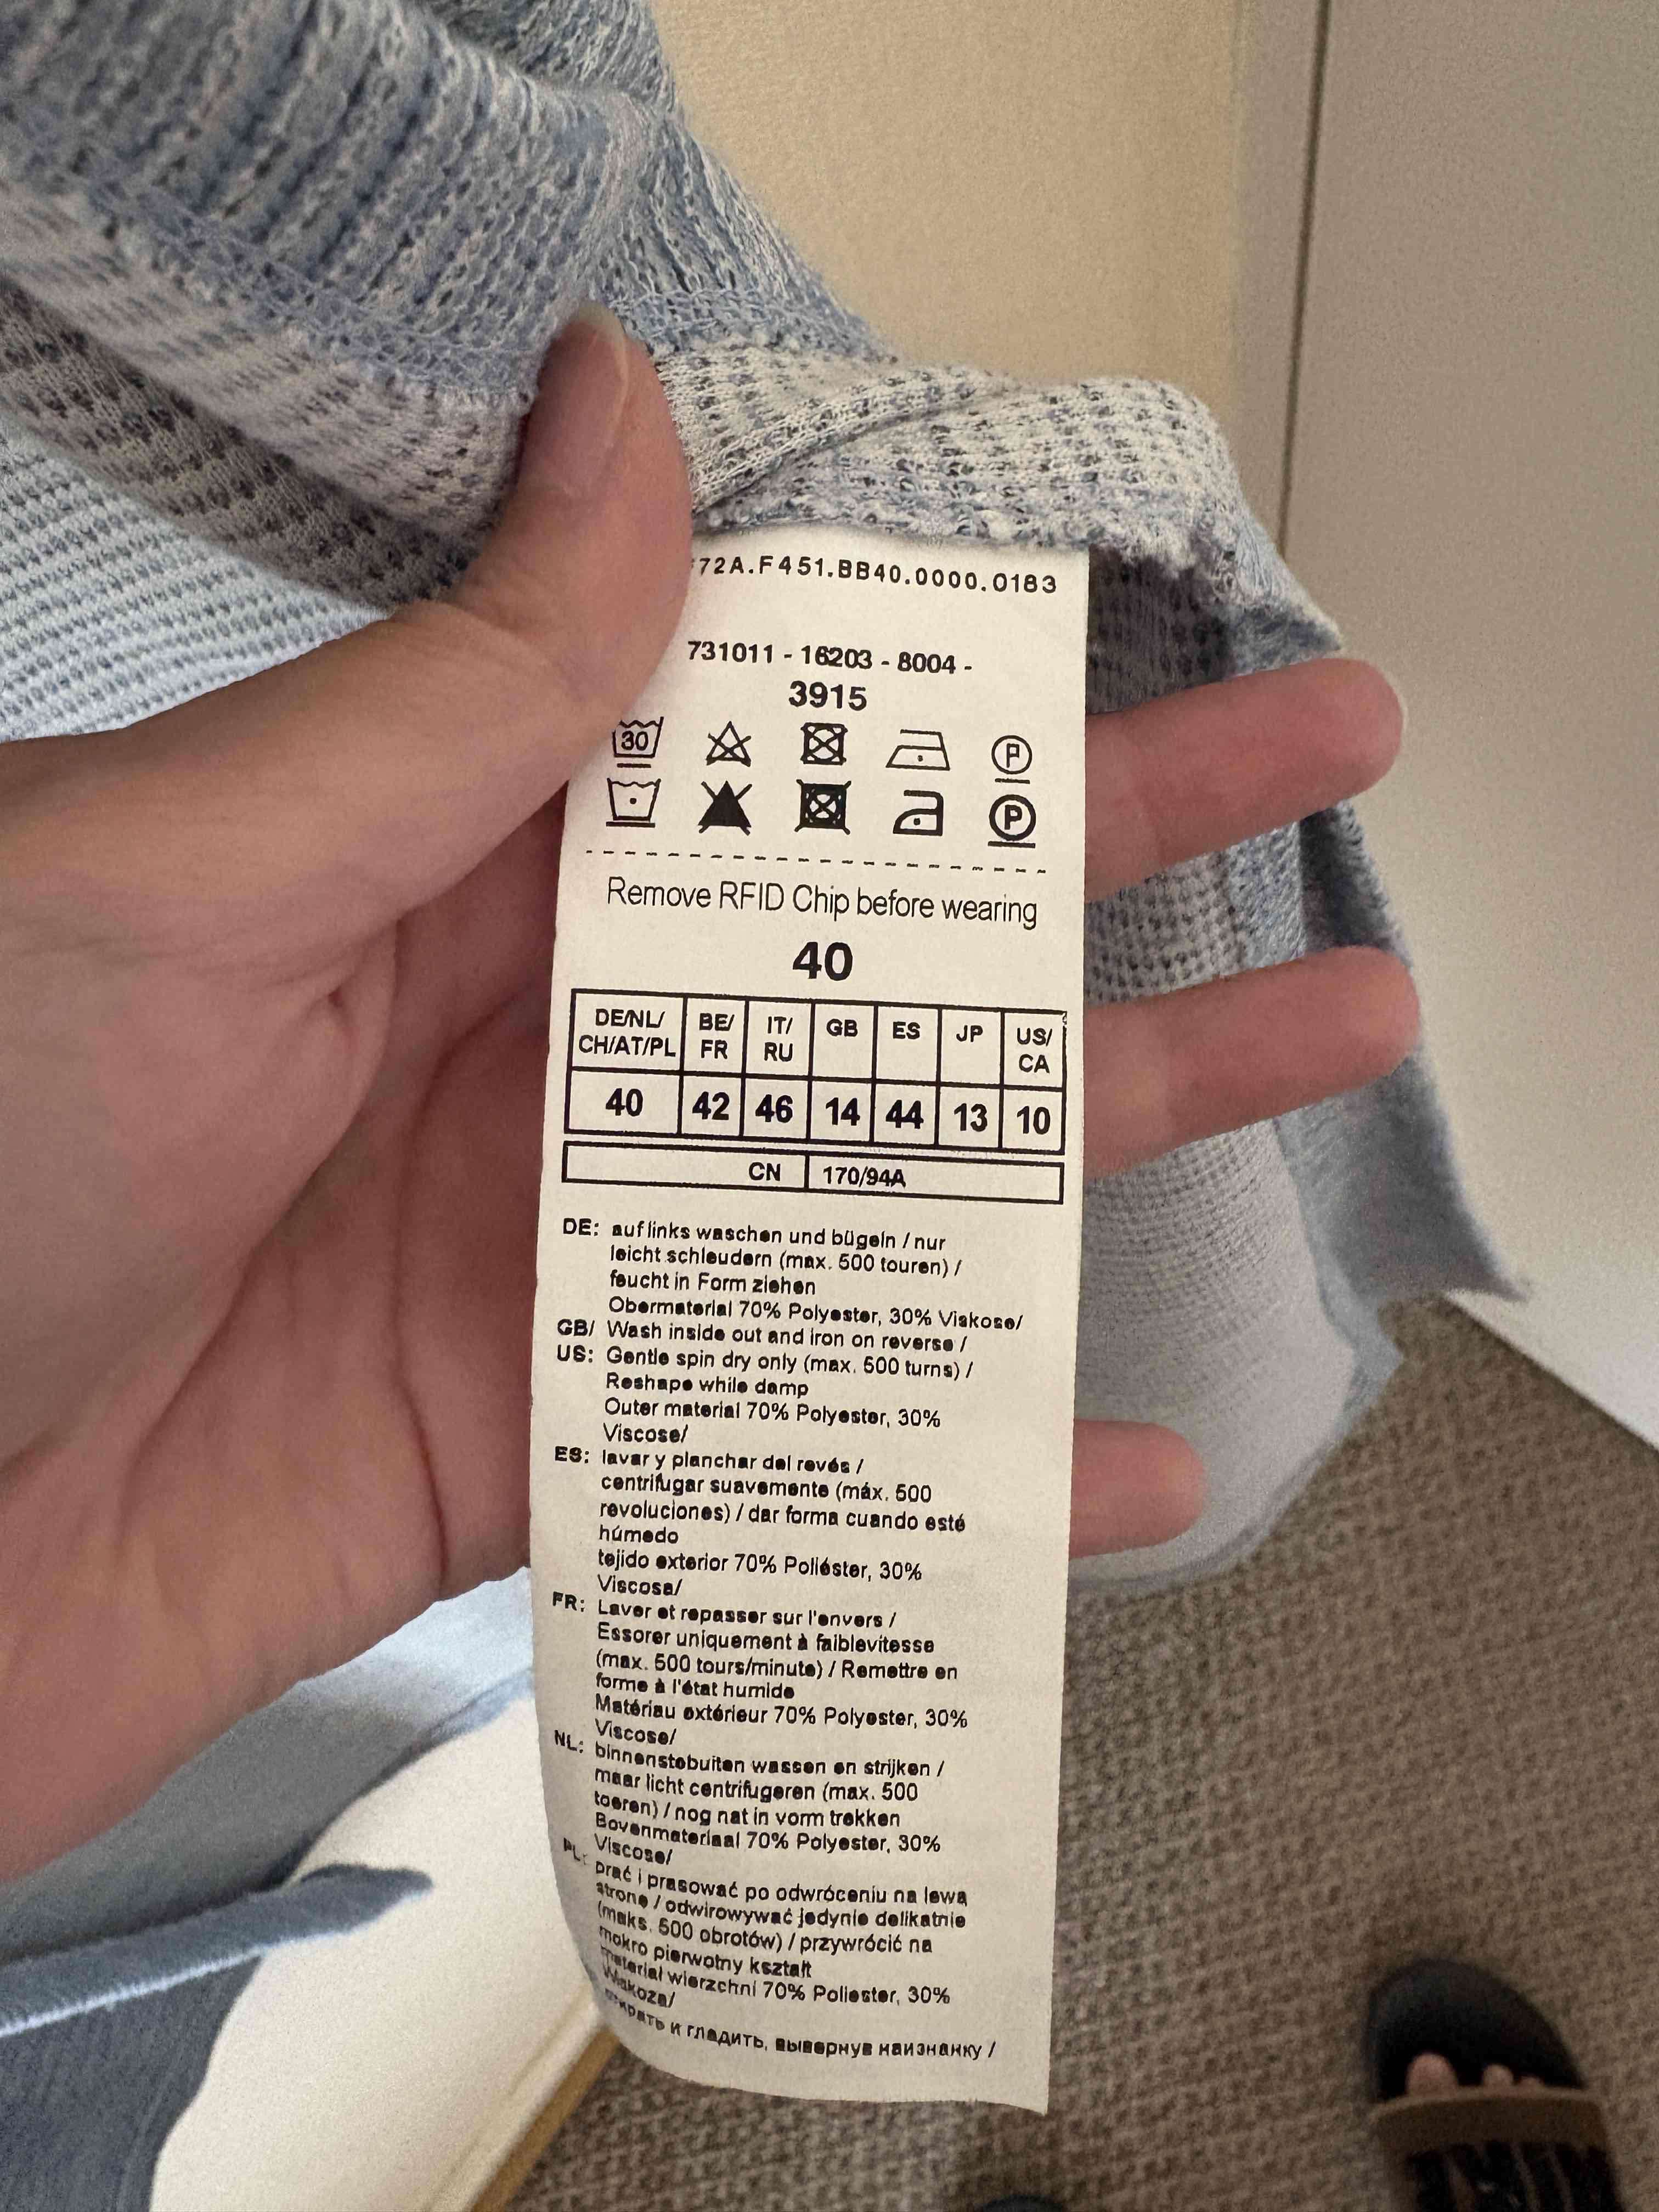 72A.F451.BB40.0000.0183
731011 - 16203 - 8004 -
3915
30 P
P
Remove RFID Chip before wearing
40
DE/NL/ CH/AT/PL BE/ FR IT/ RU GB ES JP US/ CA
40 42 46 14 44 13 10
CN 170/94A
DE: auf links waschen und bügeln / nur
leicht schleudern (max. 500 touren) /
feucht in Form ziehen
Obermaterial 70% Polyester, 30% Viskose/
GB/ Wash inside out and iron on reverse /
US: Gentle spin dry only (max. 500 turns) /
Reshape while damp
Outer material 70% Polyester, 30%
Viscose/
ES: lavar y planchar del revés /
centrifugar suavemente (máx. 500
revoluciones) / dar forma cuando esté
húmedo
tejido exterior 70% Poliéster, 30%
Viscosa/
FR: Laver et repasser sur l'envers /
Essorer uniquement à faiblevitesse
(max. 500 tours/minute) / Remettre en
forme à l'état humide
Matériau extérieur 70% Polyester, 30%
Viscose/
NL: binnenstebuiten wassen en strijken /
maar licht centrifugeren (max. 500
toeren) / nog nat in vorm trekken
Bovenmateriaal 70% Polyester, 30%
Viscose/
PL: prać i prasować po odwróceniu na lewą
stronę / odwirowywać jedynie delikatnie
(maks. 500 obrotów) / przywrócić na
mokro pierwotny kształt
materiał wierzchni 70% Poliester, 30%
Wiskoza/
и гладить, вывернув наизнанку /